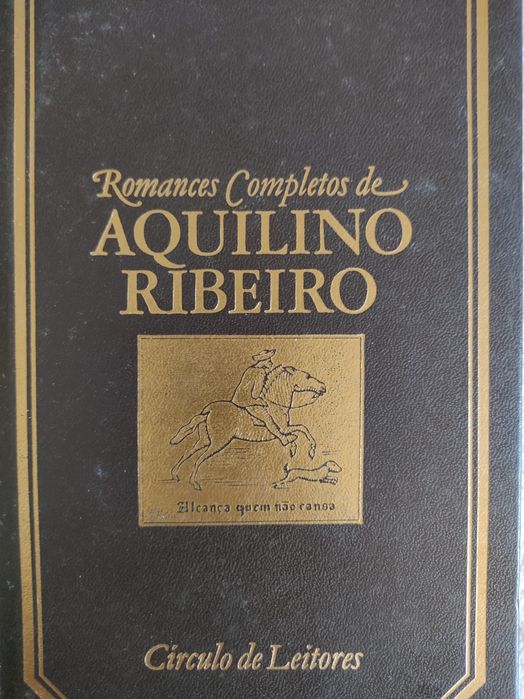 Romances Completos de
AQUILINO
RIBEIRO
Alcança quem não cansa
Círculo de Leitores